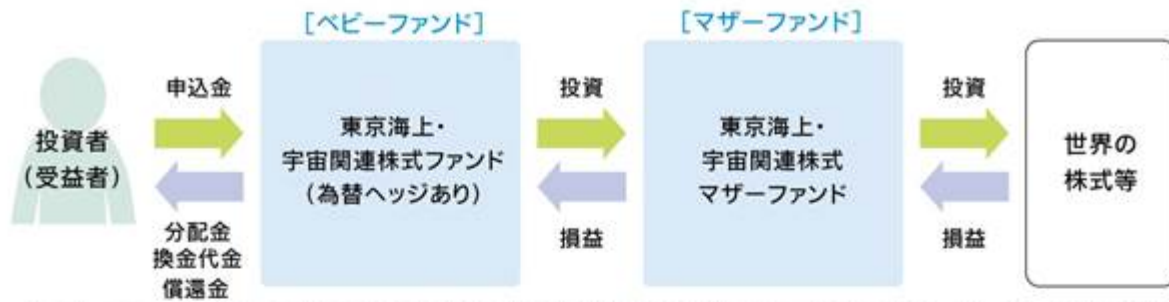 [ベビーファンド]
[マザーファンド]
投資者
(受益者)
申込金
分配金
換金代金
償還金
東京海上・
宇宙関連株式ファンド
(為替ヘッジあり)
投資
損益
東京海上・
宇宙関連株式
マザーファンド
投資
損益
世界の
株式等